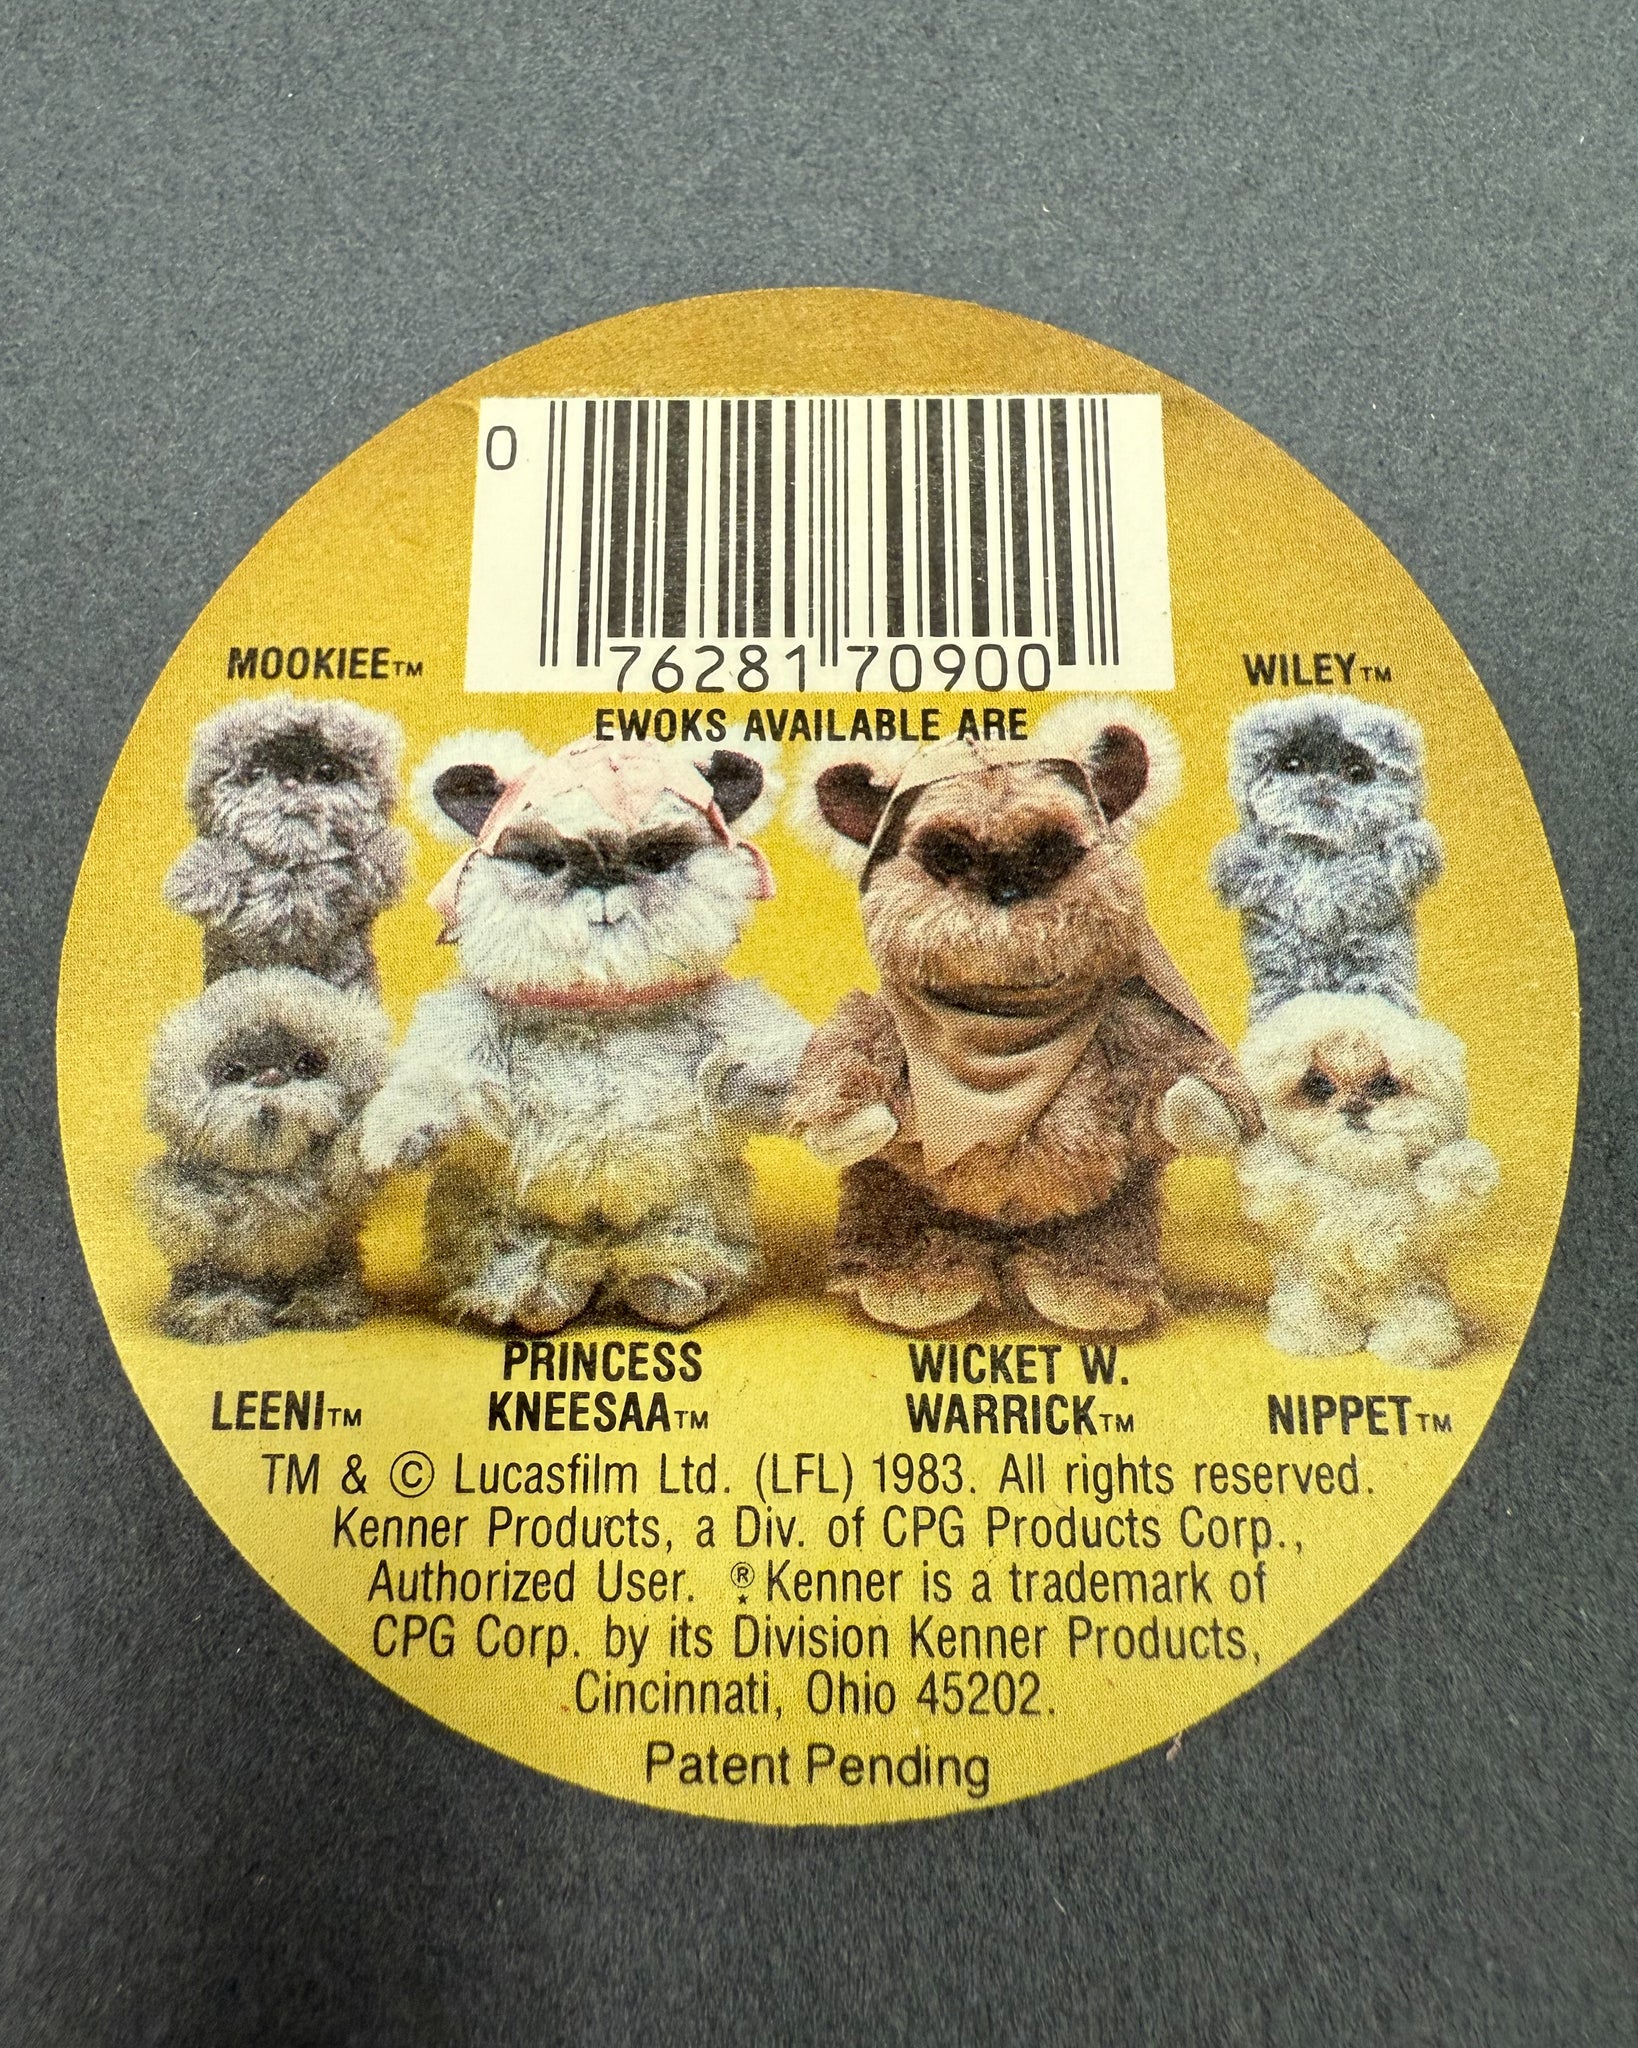 0
76281 70900
MOOKIEE™
WILEY™
EWOKS AVAILABLE ARE
LEENI™
PRINCESS
KNEESAA™
WICKET W.
WARRICK™
NIPPET™
TM & © Lucasfilm Ltd. (LFL) 1983. All rights reserved.
Kenner Products, a Div. of CPG Products Corp.,
Authorized User. ® Kenner is a trademark of
CPG Corp. by its Division Kenner Products,
Cincinnati, Ohio 45202.
Patent Pending